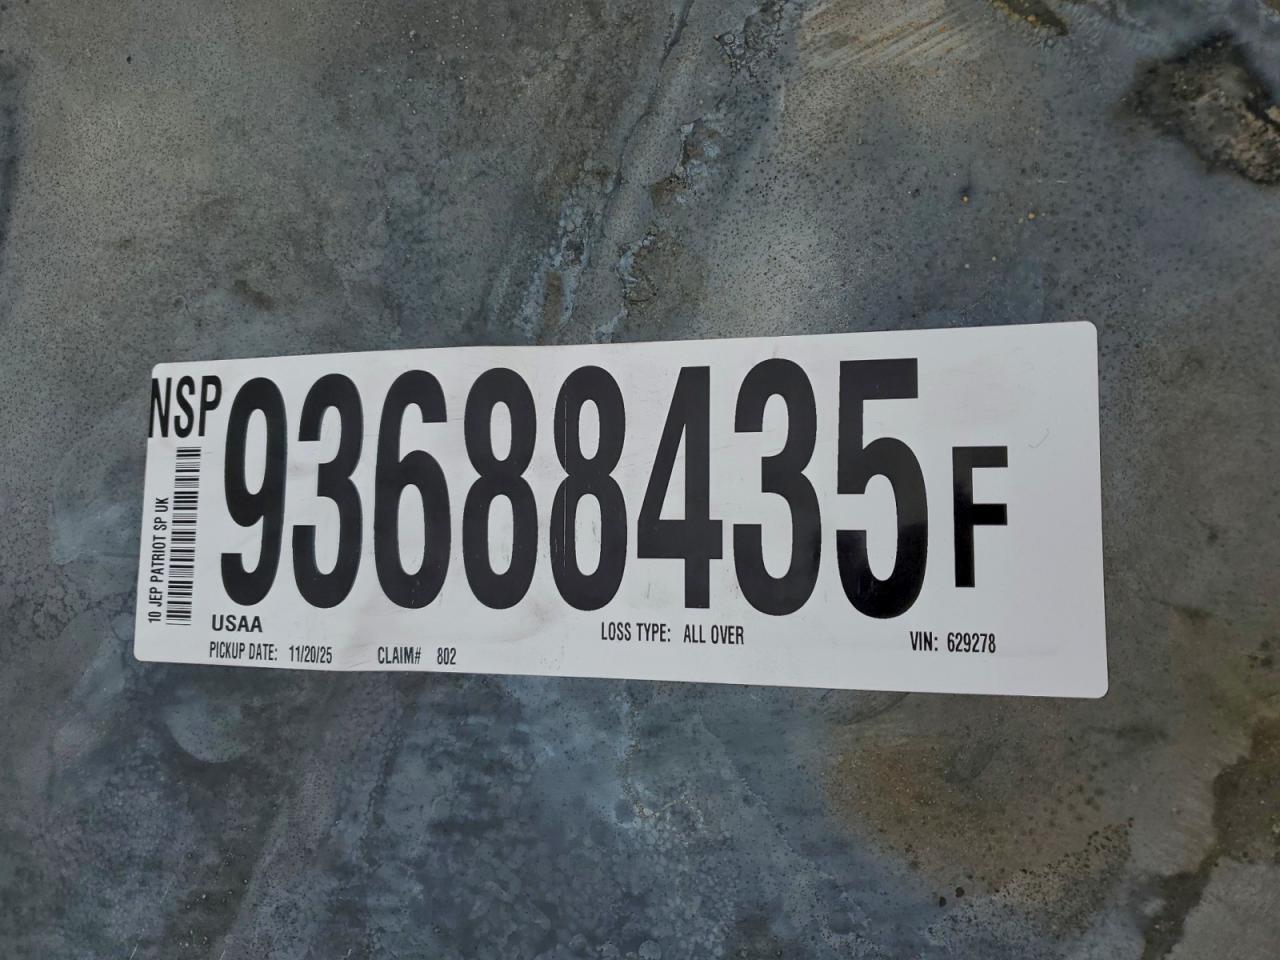 NSP
93688435 F
10 JEP PATRIOT SP UK
USAA
LOSS TYPE: ALL OVER
VIN: 629278
PICKUP DATE: 11/20/25 CLAIM# 802